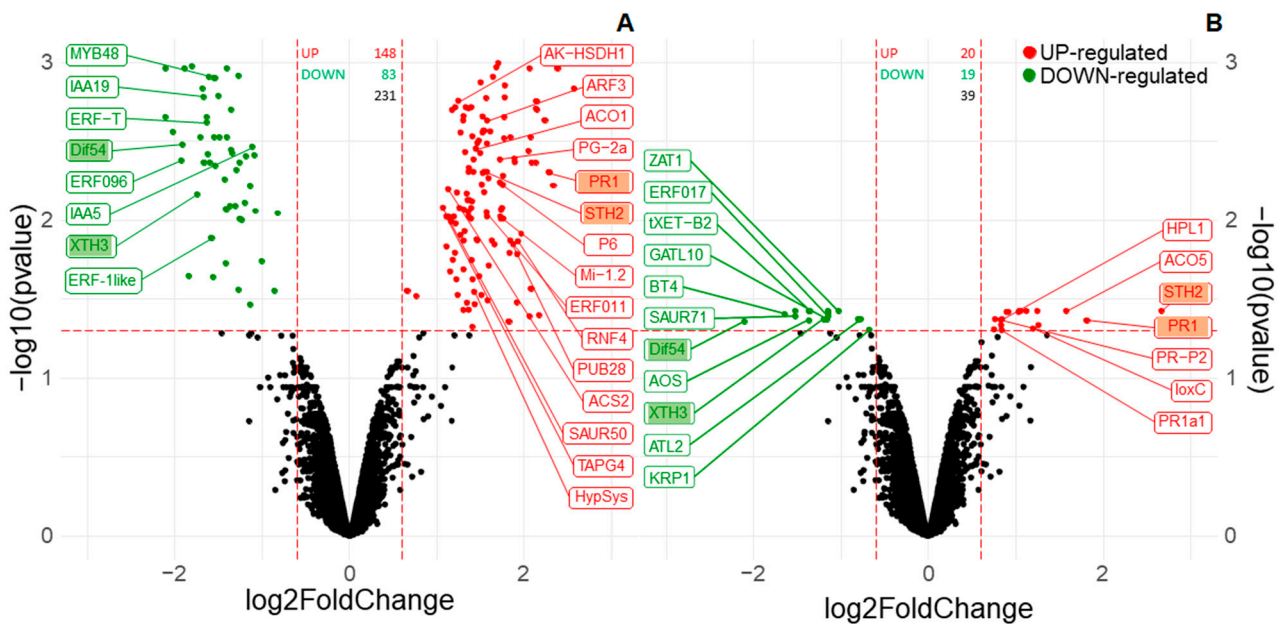 A
B
UP 148
DOWN 83
231
UP 20
DOWN 19
39
UP-regulated
DOWN-regulated
MYB48
IAA19
ERF-T
Dif54
ERF096
IAA5
XTH3
ERF-1like
AK-HSDH1
ARF3
ACO1
PG-2a
PR1
STH2
P6
Mi-1.2
ERF011
RNF4
PUB28
ACS2
SAUR50
TAPG4
HypSys
ZAT1
ERF017
tXET-B2
GATL10
BT4
SAUR71
Dif54
AOS
XTH3
ATL2
KRP1
HPL1
ACO5
STH2
PR1
PR-P2
loxC
PR1a1
3
2
1
0
−log10(pvalue)
3
2
1
0
−log10(pvalue)
−2 0 2
log2FoldChange
−2 0 2
log2FoldChange